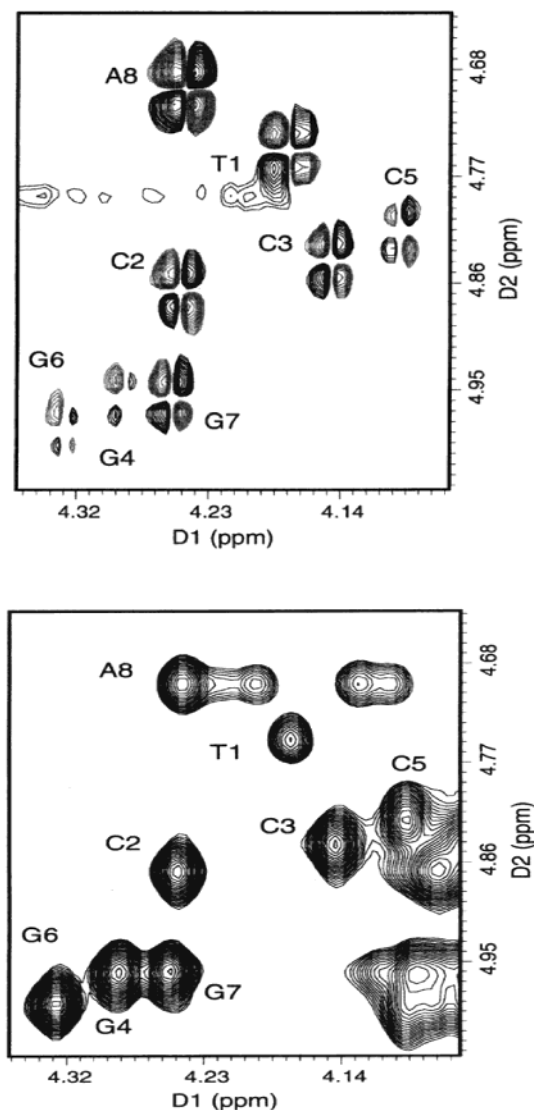 A8
T1
C5
C2
C3
G6
G7
G4
4.68
4.77
4.86
4.95
D2 (ppm)
4.32
4.23
4.14
D1 (ppm)
A8
T1
C5
C3
C2
G6
G7
G4
4.68
4.77
4.86
4.95
D2 (ppm)
4.32
4.23
4.14
D1 (ppm)